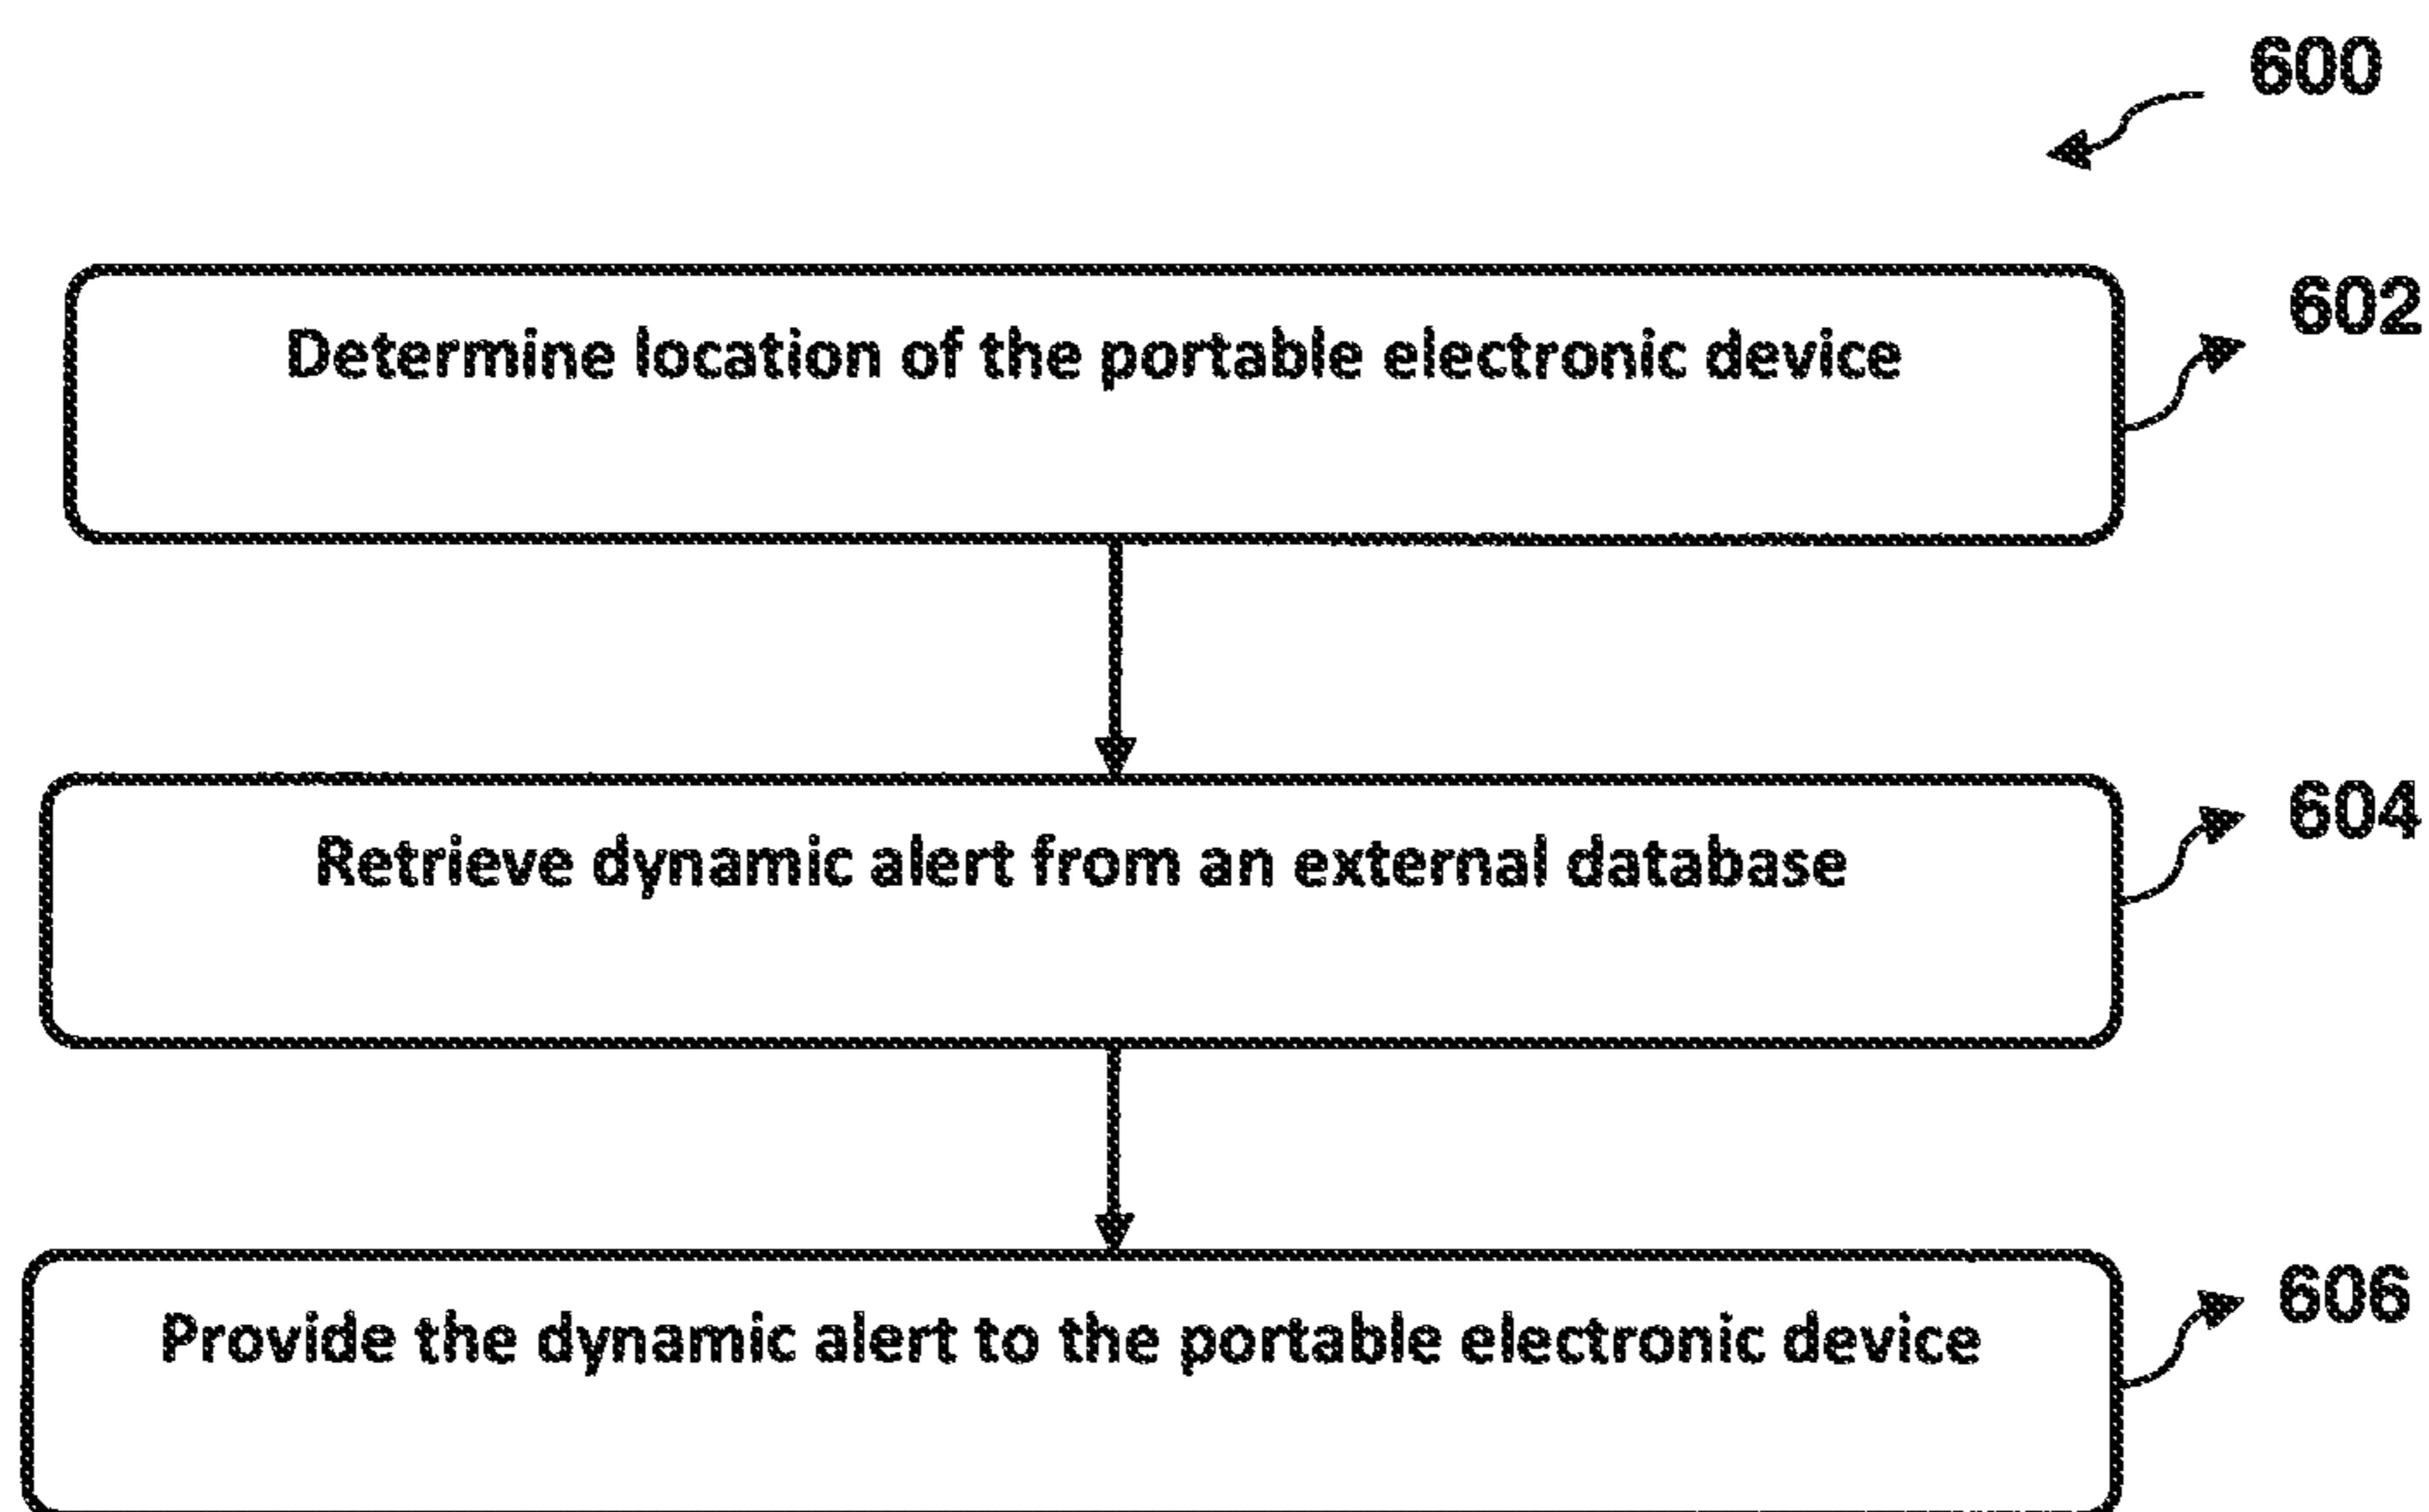 600
Determine location of the portable electronic device
602
Retrieve dynamic alert from an external database
604
Provide the dynamic alert to the portable electronic device
606